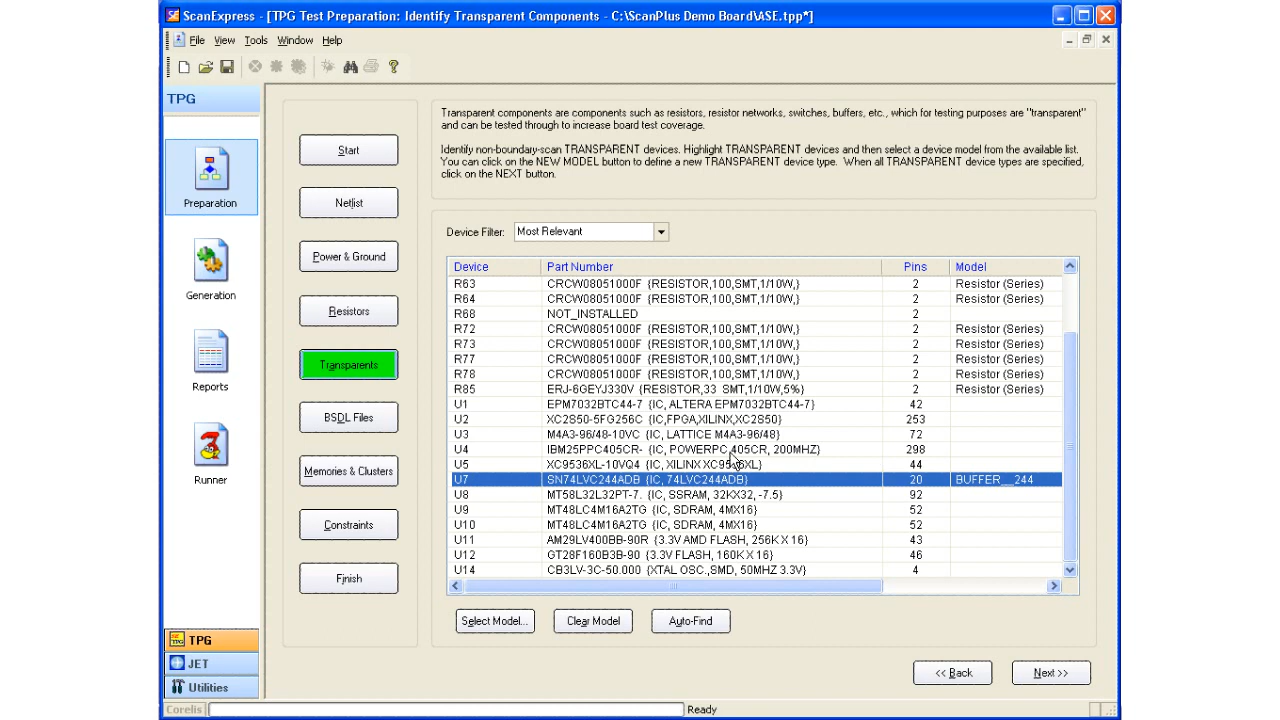 ScanExpress - [TPG Test Preparation: Identify Transparent Components - C:\ScanPlus Demo Board\ASE.tpp*]
File View Tools Window Help
TPG
Preparation
Generation
Reports
Runner
TPG
JET
Utilities
Start
Netlist
Power & Ground
Resistors
Transparents
BSDL Files
Memories & Clusters
Constraints
Finish
Transparent components are components such as resistors, resistor networks, switches, buffers, etc., which for testing purposes are "transparent"
and can be tested through to increase board test coverage.
Identify non-boundary-scan TRANSPARENT devices. Highlight TRANSPARENT devices and then select a device model from the available list.
You can click on the NEW MODEL button to define a new TRANSPARENT device type. When all TRANSPARENT device types are specified,
click on the NEXT button.
Device Filter: Most Relevant
Device Part Number Pins Model
R63 CRCW08051000F {RESISTOR,100,SMT,1/10W,} 2 Resistor (Series)
R64 CRCW08051000F {RESISTOR,100,SMT,1/10W,} 2 Resistor (Series)
R68 NOT_INSTALLED 2
R72 CRCW08051000F {RESISTOR,100,SMT,1/10W,} 2 Resistor (Series)
R73 CRCW08051000F {RESISTOR,100,SMT,1/10W,} 2 Resistor (Series)
R77 CRCW08051000F {RESISTOR,100,SMT,1/10W,} 2 Resistor (Series)
R78 CRCW08051000F {RESISTOR,100,SMT,1/10W,} 2 Resistor (Series)
R85 ERJ-6GEYJ330V {RESISTOR,33 SMT,1/10W,5%} 2 Resistor (Series)
U1 EPM7032BTC44-7 {IC, ALTERA EPM7032BTC44-7} 42
U2 XC2S50-5FG256C {IC,FPGA,XILINX,XC2S50} 253
U3 M4A3-96/48-10VC {IC, LATTICE M4A3-96/48} 72
U4 IBM25PPC405CR- {IC, POWERPC,405CR, 200MHZ} 298
U5 XC9536XL-10VQ4 {IC, XILINX XC9536XL} 44
U7 SN74LVC244ADB {IC, 74LVC244ADB} 20 BUFFER__244
U8 MT58L32L32PT-7. {IC, SSRAM, 32KX32, -7.5} 92
U9 MT48LC4M16A2TG {IC, SDRAM, 4MX16} 52
U10 MT48LC4M16A2TG {IC, SDRAM, 4MX16} 52
U11 AM29LV400BB-90R {3.3V AMD FLASH, 256K X 16} 43
U12 GT28F160B3B-90 {3.3V FLASH, 160K X 16} 46
U14 CB3LV-3C-50.000 {XTAL OSC.,SMD, 50MHZ 3.3V} 4
Select Model... Clear Model Auto-Find
<< Back Next >>
Corelis Ready